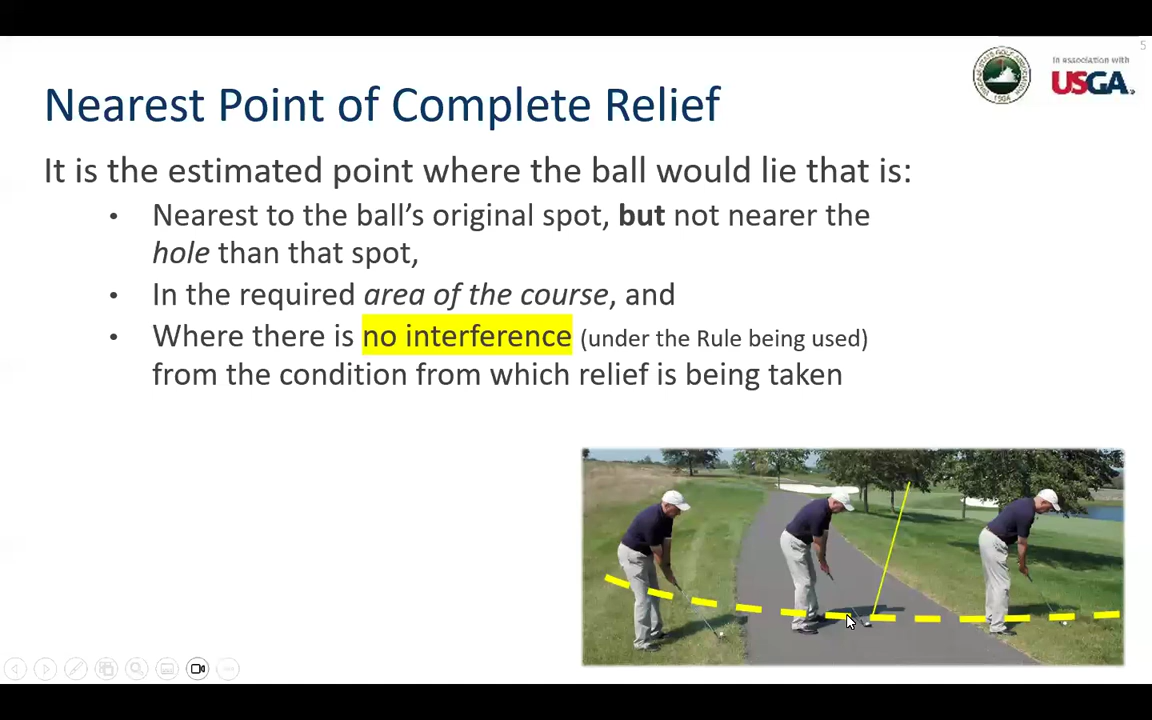 5
In association with
USGA
1904
Nearest Point of Complete Relief
It is the estimated point where the ball would lie that is:
• Nearest to the ball’s original spot, but not nearer the
hole than that spot,
• In the required area of the course, and
• Where there is no interference (under the Rule being used)
from the condition from which relief is being taken